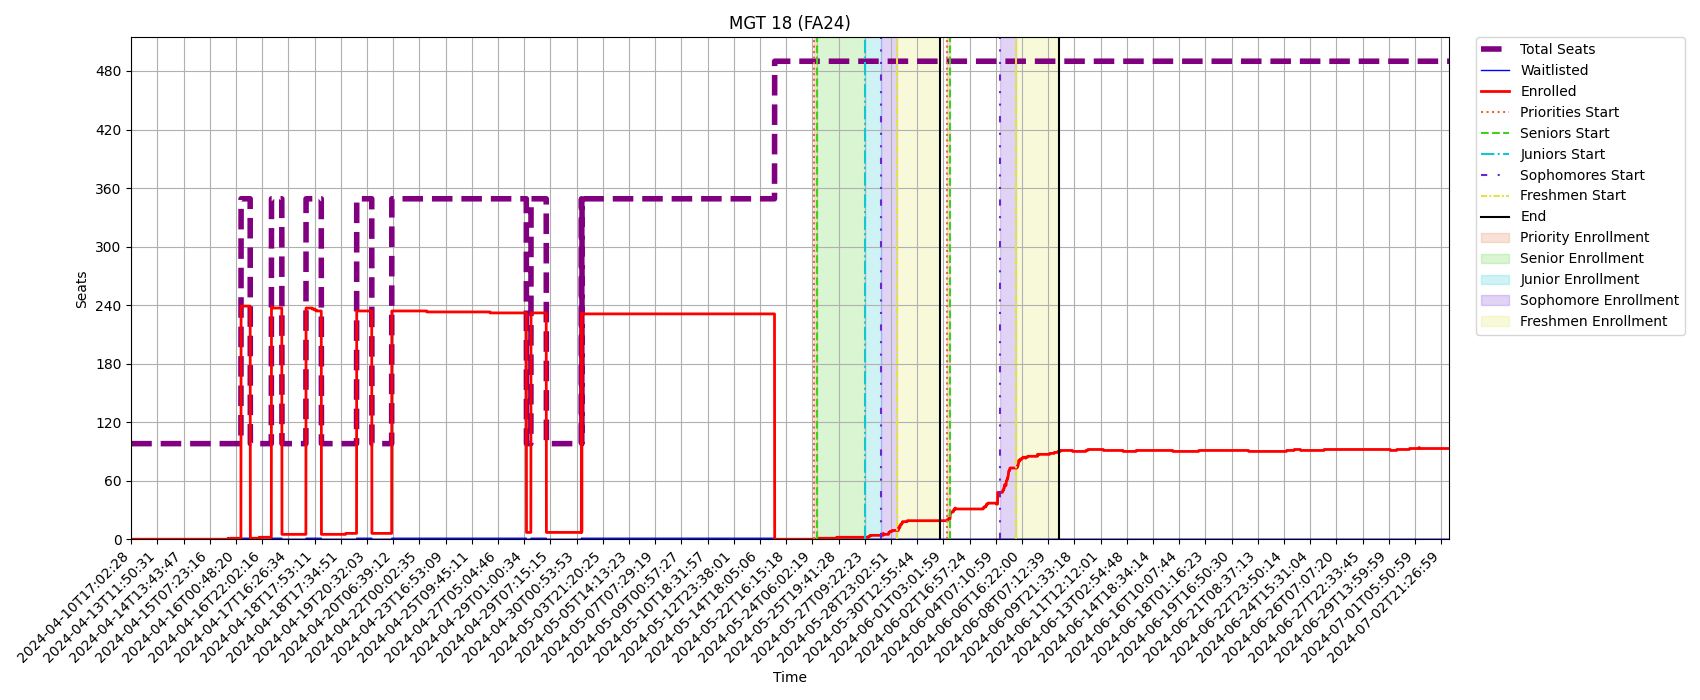 MGT 18 (FA24)
Total Seats
Waitlisted
Enrolled
Priorities Start
Seniors Start
Juniors Start
Sophomores Start
Freshmen Start
End
Priority Enrollment
Senior Enrollment
Junior Enrollment
Sophomore Enrollment
Freshmen Enrollment
Seats
480
420
360
300
240
180
120
60
0
2024-04-10T17:02:28
2024-04-13T11:50:31
2024-04-14T13:43:47
2024-04-15T07:23:16
2024-04-16T00:48:20
2024-04-16T22:02:16
2024-04-17T16:26:34
2024-04-18T17:53:11
2024-04-18T17:34:51
2024-04-19T20:32:03
2024-04-20T06:39:12
2024-04-22T00:02:35
2024-04-23T16:53:09
2024-04-25T09:45:11
2024-04-27T05:04:46
2024-04-29T01:00:34
2024-04-29T07:15:15
2024-04-30T00:53:53
2024-05-03T21:20:25
2024-05-05T14:13:23
2024-05-07T07:29:19
2024-05-09T00:57:27
2024-05-10T18:31:57
2024-05-12T23:38:01
2024-05-14T18:05:06
2024-05-22T16:15:18
2024-05-24T06:02:19
2024-05-25T19:41:28
2024-05-28T09:22:23
2024-05-29T23:02:51
2024-05-30T12:55:44
2024-06-01T03:01:59
2024-06-02T16:57:24
2024-06-04T07:10:59
2024-06-06T16:22:00
2024-06-08T07:12:39
2024-06-09T21:33:18
2024-06-11T12:12:01
2024-06-13T02:54:48
2024-06-14T18:34:14
2024-06-16T10:07:44
2024-06-18T01:16:23
2024-06-19T16:50:30
2024-06-21T08:37:13
2024-06-22T23:50:14
2024-06-24T15:31:04
2024-06-26T07:07:20
2024-06-27T22:33:45
2024-06-29T13:59:59
2024-07-01T05:50:59
2024-07-02T21:26:59
Time